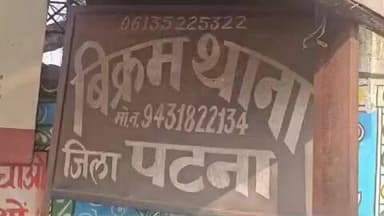 06135225322
बिक्रम थाना
मो.न.9431822134
जिला पटना